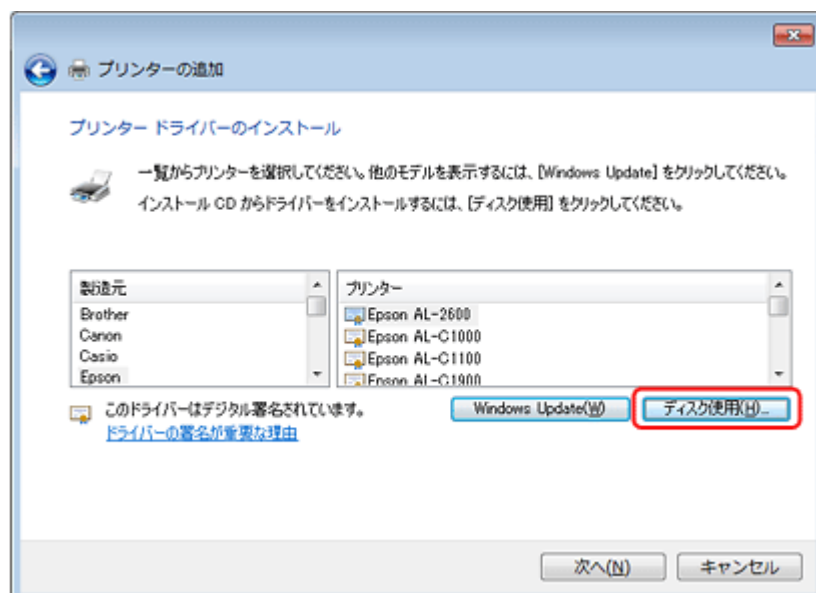 プリンターの追加
プリンター ドライバーのインストール
一覧からプリンターを選択してください。他のモデルを表示するには、[Windows Update] をクリックしてください。
インストール CD からドライバーをインストールするには、[ディスク使用] をクリックしてください。
製造元
Brother
Canon
Casio
Epson
プリンター
Epson AL-2600
Epson AL-C1000
Epson AL-C1100
Epson AL-C1900
このドライバーはデジタル署名されています。
ドライバーの署名が重要な理由
Windows Update(W)
ディスク使用(H)...
次へ(N)
キャンセル